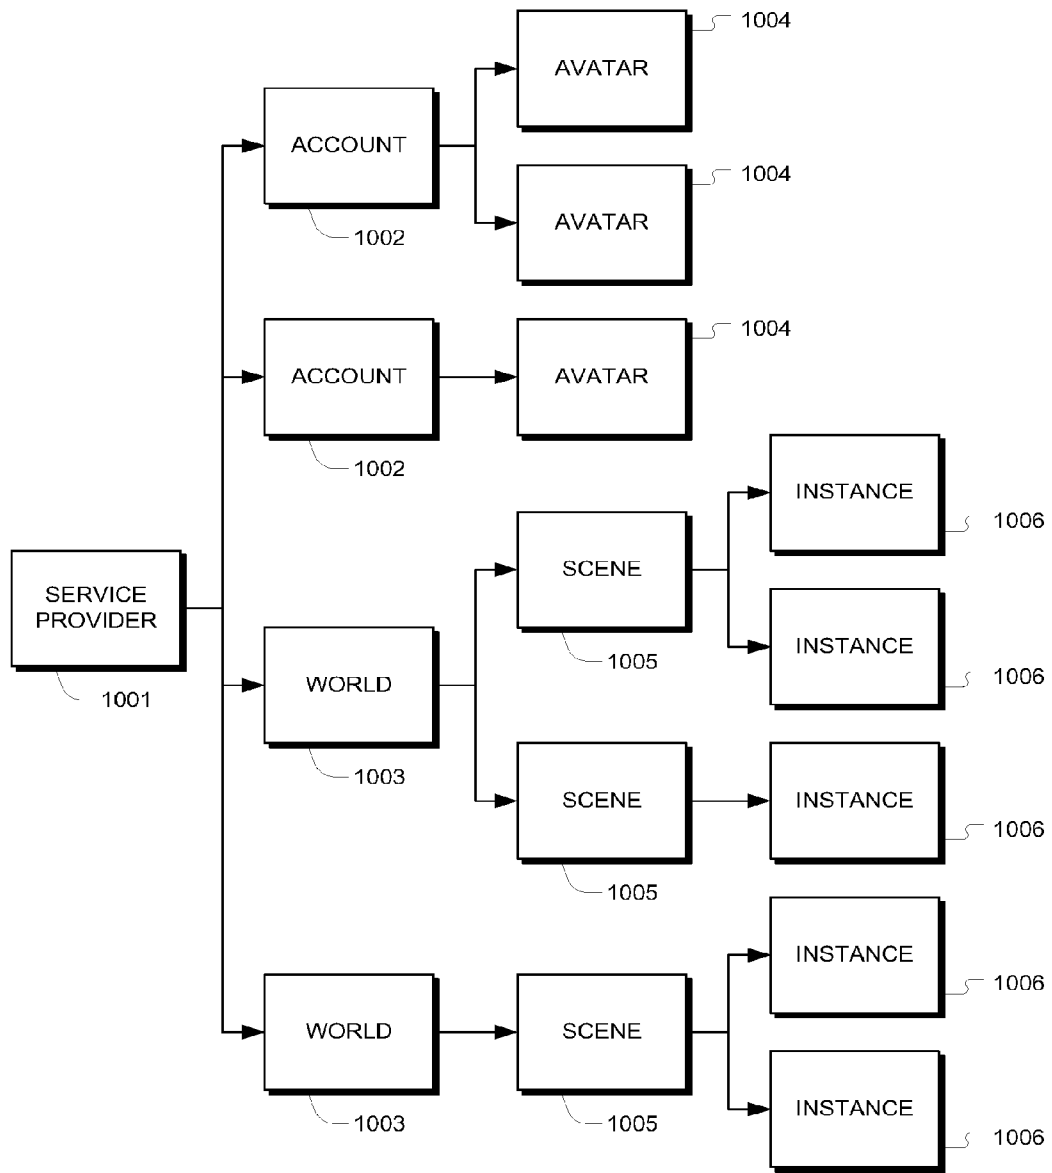 1004
AVATAR
ACCOUNT
1002
1004
AVATAR
1004
ACCOUNT
AVATAR
1002
INSTANCE
1006
SCENE
1005
SERVICE
PROVIDER
1001
INSTANCE
1006
WORLD
1003
SCENE
INSTANCE
1006
1005
INSTANCE
1006
WORLD
SCENE
1003
1005
INSTANCE
1006